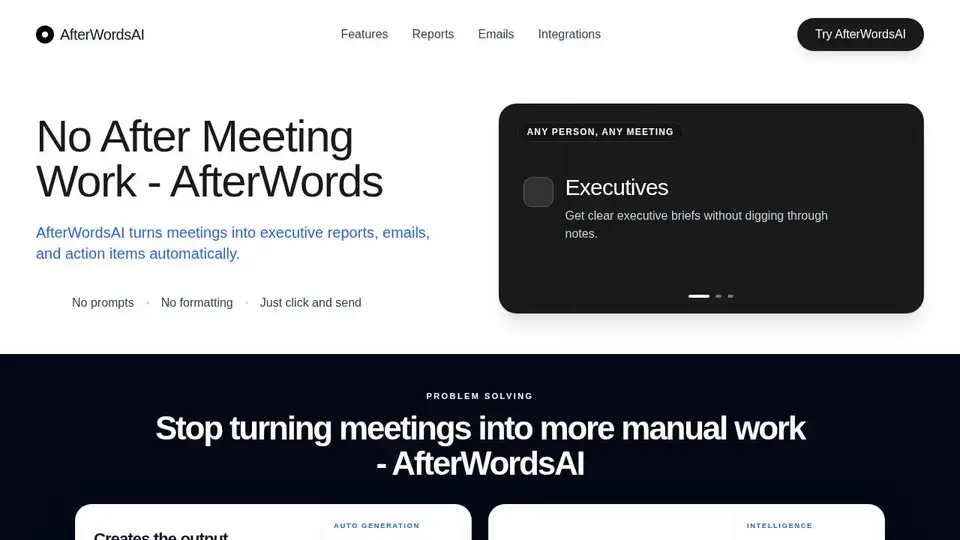 AfterWordsAI
Features
Reports
Emails
Integrations
Try AfterWordsAI
No After Meeting
Work - AfterWords
AfterWordsAI turns meetings into executive reports, emails,
and action items automatically.
No prompts
No formatting
Just click and send
ANY PERSON, ANY MEETING
Executives
Get clear executive briefs without digging through
notes.
PROBLEM SOLVING
Stop turning meetings into more manual work
- AfterWordsAI
Creates the output
AUTO GENERATION
INTELLIGENCE